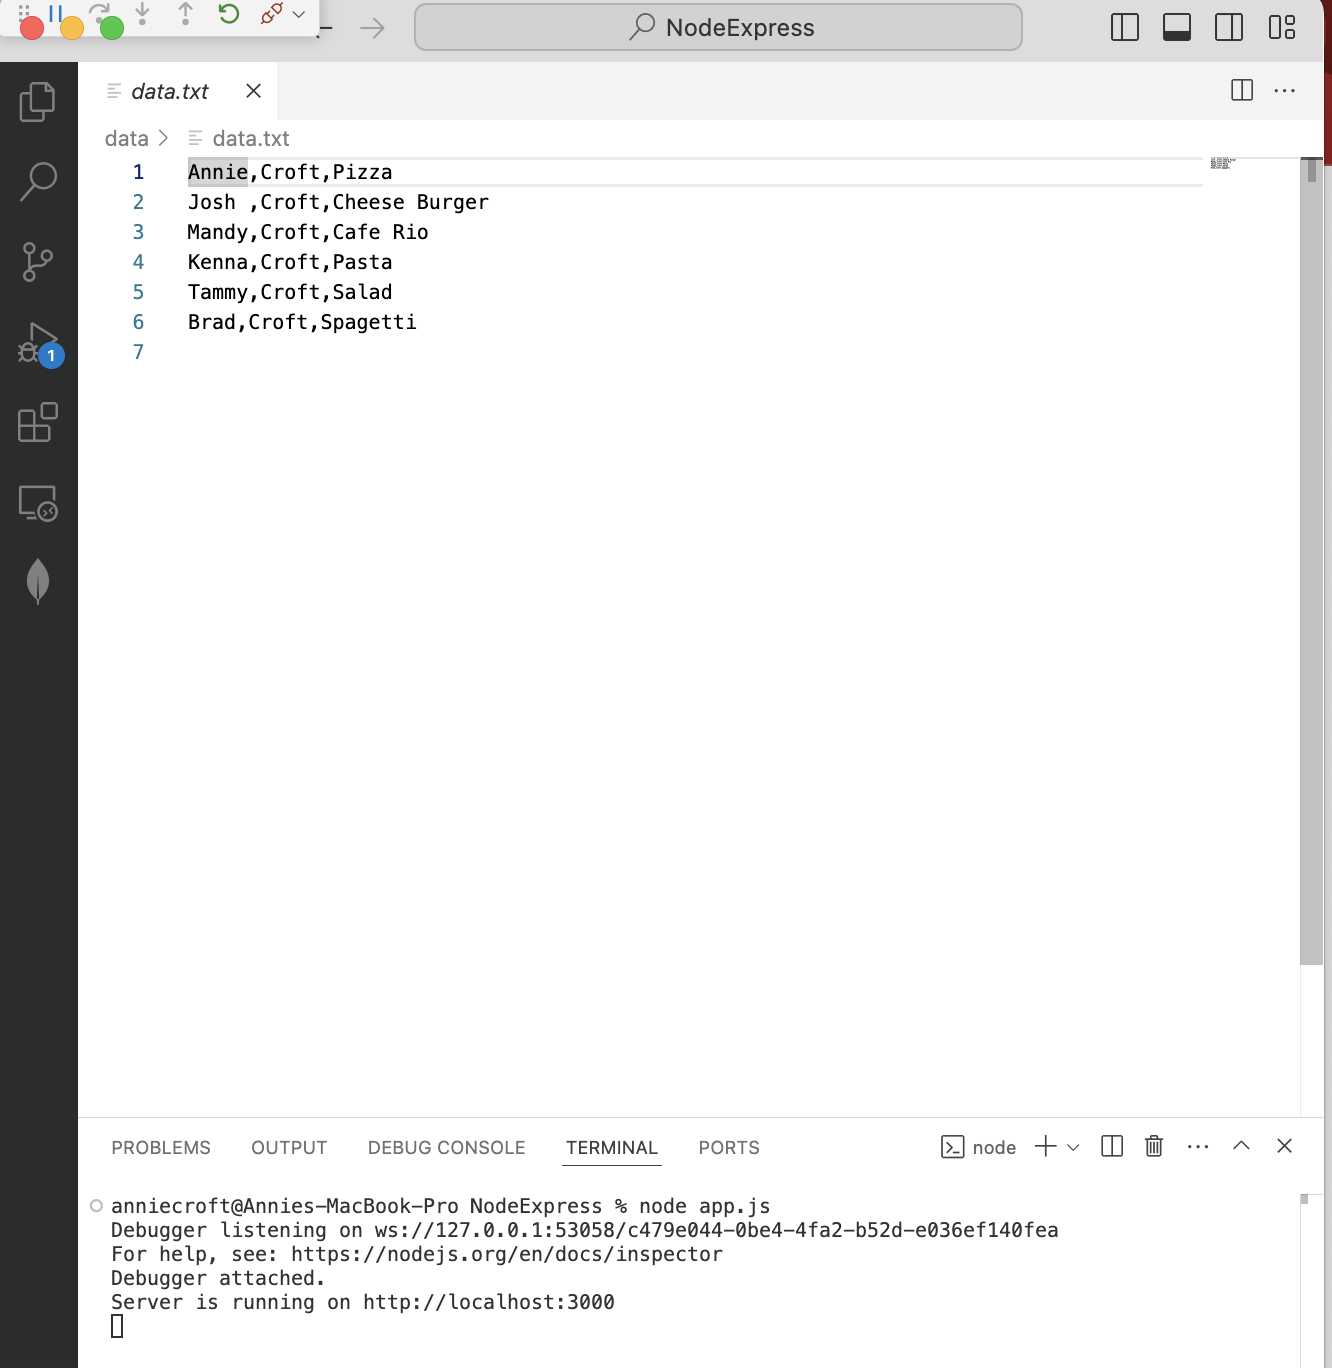 NodeExpress
data.txt
data > data.txt
1 Annie,Croft,Pizza
2 Josh ,Croft,Cheese Burger
3 Mandy,Croft,Cafe Rio
4 Kenna,Croft,Pasta
5 Tammy,Croft,Salad
6 Brad,Croft,Spagetti
7
1
PROBLEMS OUTPUT DEBUG CONSOLE TERMINAL PORTS node
anniecroft@Annies-MacBook-Pro NodeExpress % node app.js
Debugger listening on ws://127.0.0.1:53058/c479e044-0be4-4fa2-b52d-e036ef140fea
For help, see: https://nodejs.org/en/docs/inspector
Debugger attached.
Server is running on http://localhost:3000